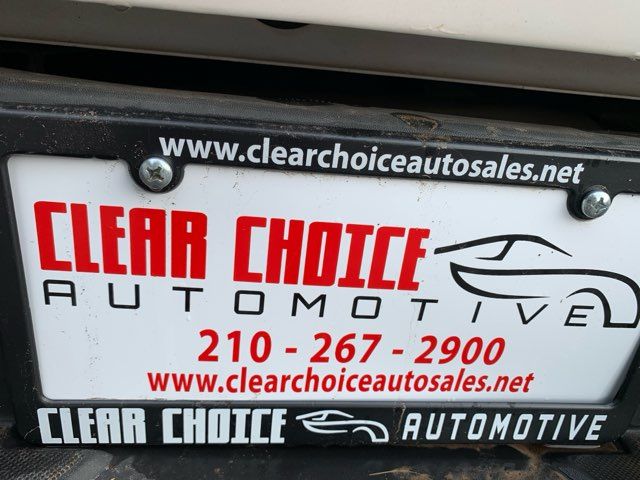 www.clearchoiceautosales.net
CLEAR CHOICE
AUTOMOTIVE
210 - 267 - 2900
www.clearchoiceautosales.net
CLEAR CHOICE AUTOMOTIVE